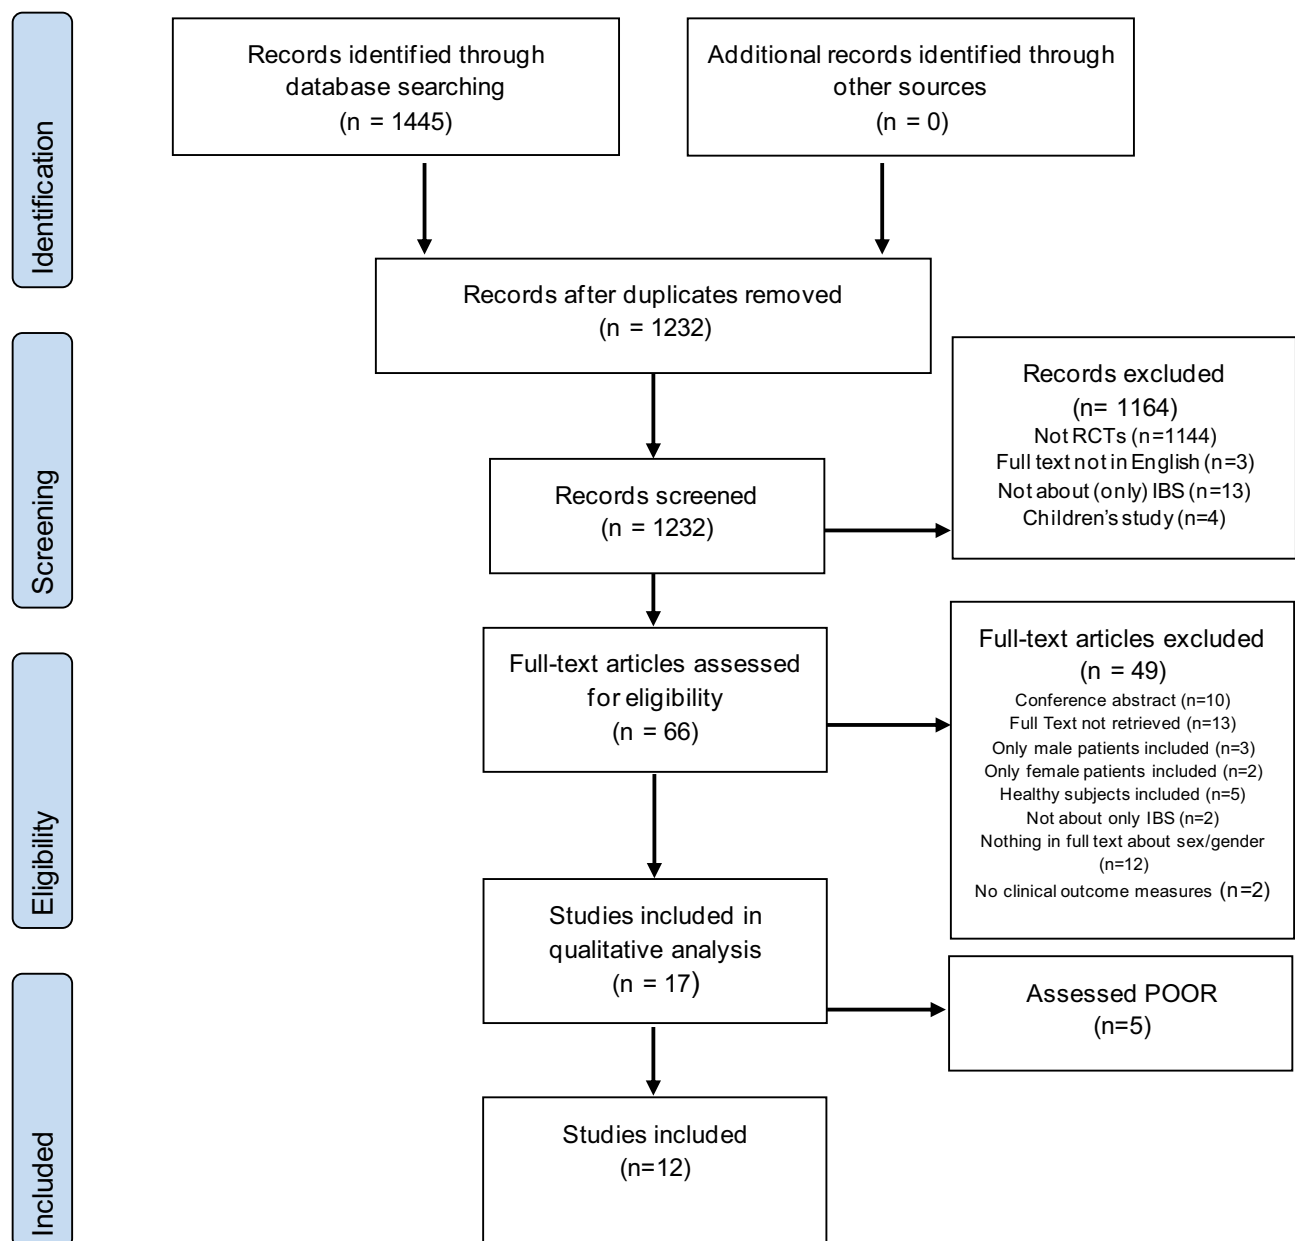 Identification
Records identified through
database searching
(n = 1445)
Additional records identified through
other sources
(n = 0)
Records after duplicates removed
(n = 1232)
Screening
Records screened
(n = 1232)
Records excluded
(n= 1164)
Not RCTs (n=1144)
Full text not in English (n=3)
Not about (only) IBS (n=13)
Children's study (n=4)
Eligibility
Full-text articles assessed
for eligibility
(n = 66)
Full-text articles excluded
(n = 49)
Conference abstract (n=10)
Full Text not retrieved (n=13)
Only male patients included (n=3)
Only female patients included (n=2)
Healthy subjects included (n=5)
Not about only IBS (n=2)
Nothing in full text about sex/gender
(n=12)
No clinical outcome measures (n=2)
Studies included in
qualitative analysis
(n = 17)
Assessed POOR
(n=5)
Included
Studies included
(n=12)